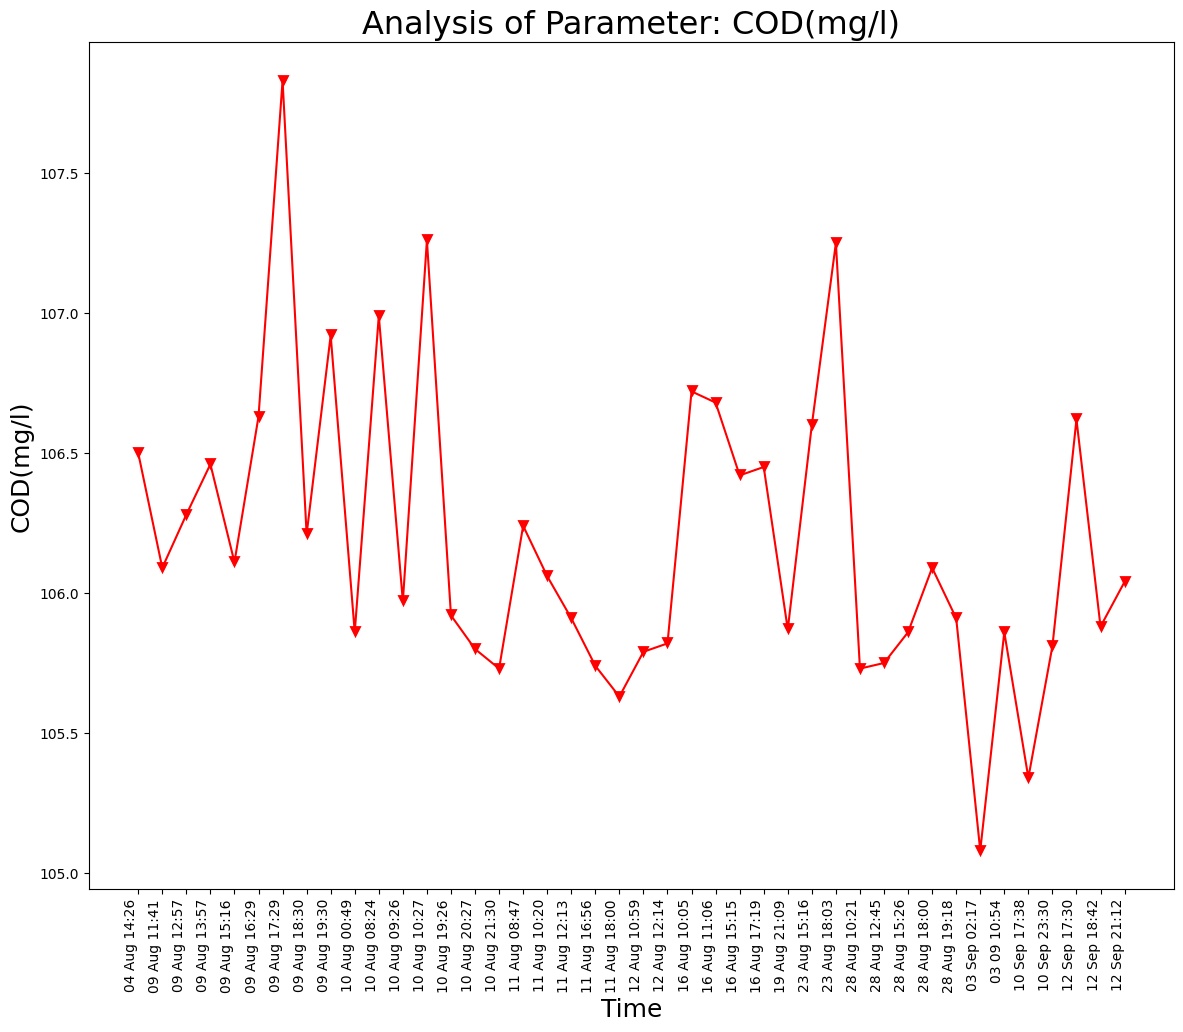 Analysis of Parameter: COD(mg/l)
COD(mg/l)
107.5
107.0
106.5
106.0
105.5
105.0
04 Aug 14:26
09 Aug 11:41
09 Aug 12:57
09 Aug 13:57
09 Aug 15:16
09 Aug 16:29
09 Aug 17:29
09 Aug 18:30
09 Aug 19:30
10 Aug 00:49
10 Aug 08:24
10 Aug 09:26
10 Aug 10:27
10 Aug 19:26
10 Aug 20:27
10 Aug 21:30
11 Aug 08:47
11 Aug 10:20
11 Aug 12:13
11 Aug 16:56
11 Aug 18:00
12 Aug 10:59
12 Aug 12:14
16 Aug 10:05
16 Aug 11:06
16 Aug 15:15
16 Aug 17:19
19 Aug 21:09
23 Aug 15:16
23 Aug 18:03
28 Aug 10:21
28 Aug 12:45
28 Aug 15:26
28 Aug 18:00
28 Aug 19:18
03 Sep 02:17
03 09 10:54
10 Sep 17:38
10 Sep 23:30
12 Sep 17:30
12 Sep 18:42
12 Sep 21:12
Time